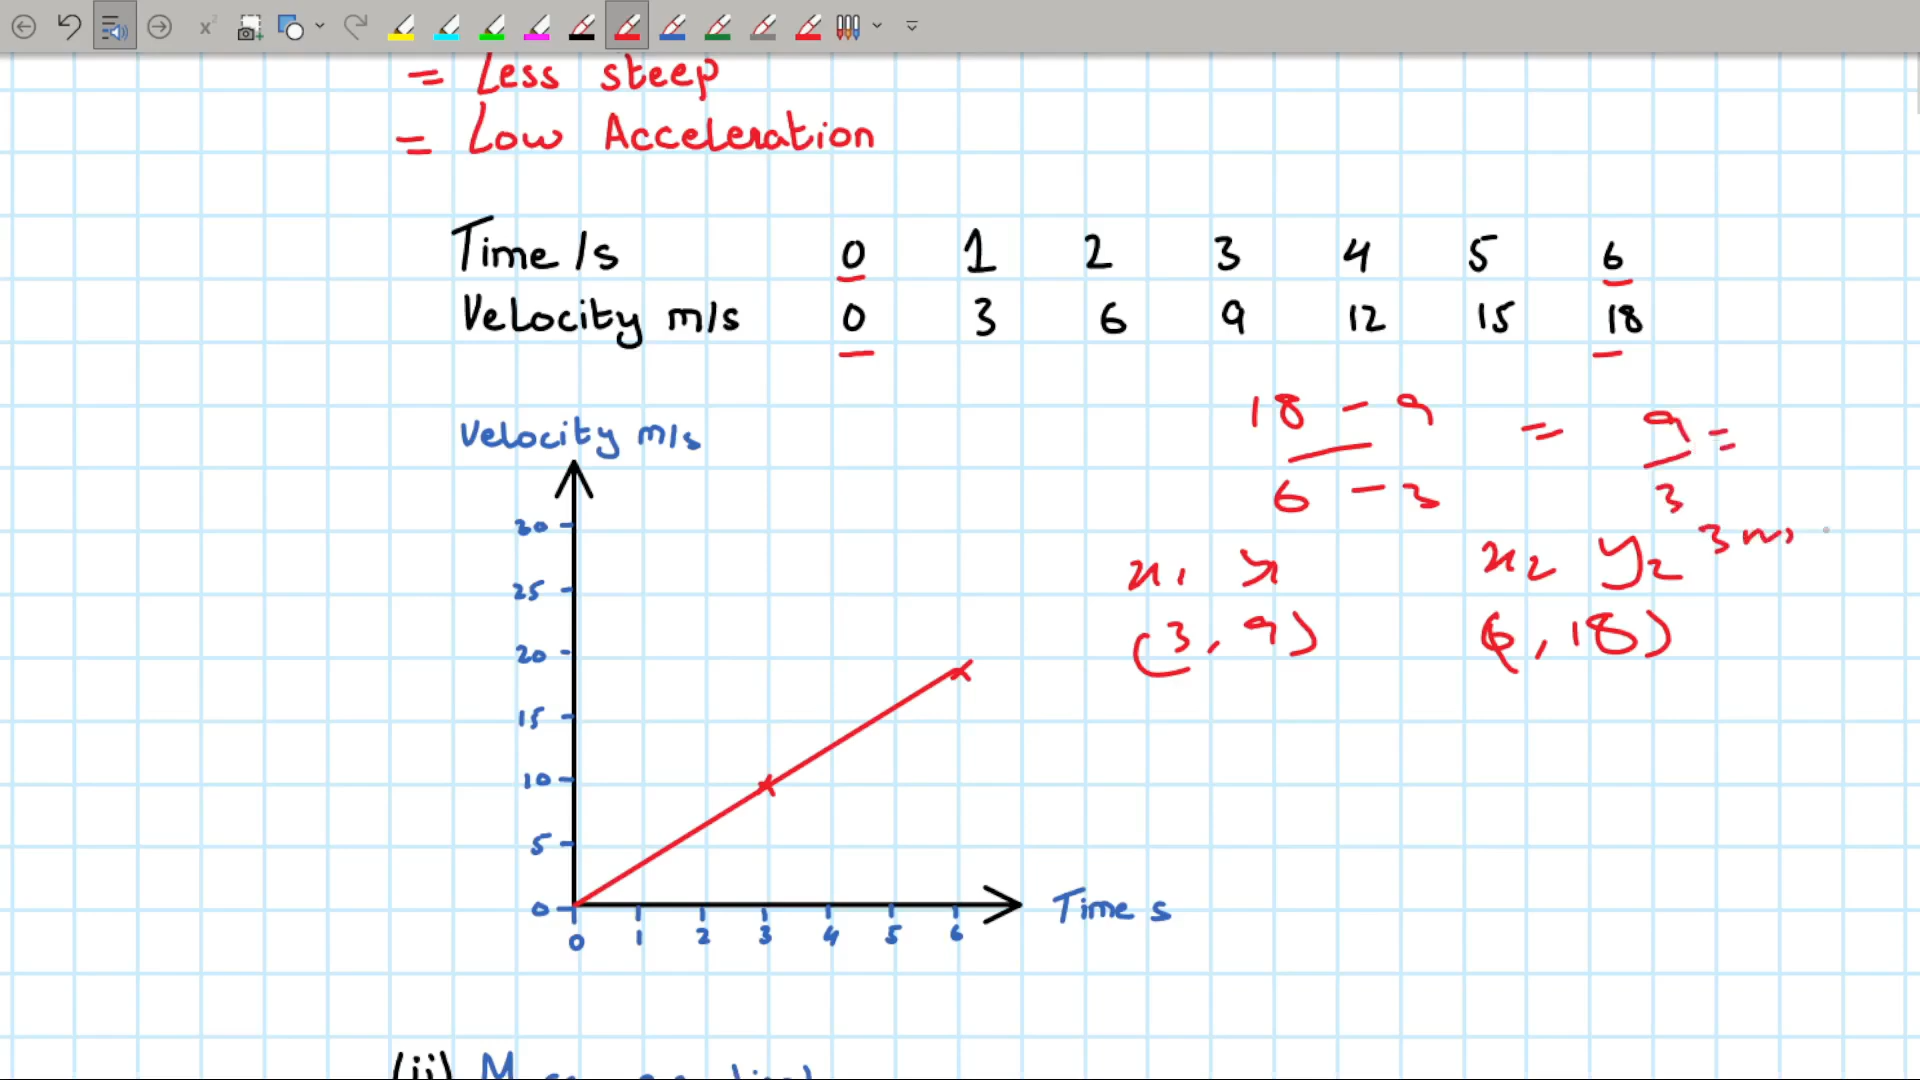 = Less steep
= Low Acceleration
Time /s 0 1 2 3 4 5 6
Velocity m/s 0 3 6 9 12 15 18
18 - 9 = 9 =
6 - 3 3
3 m
Velocity m/s
x1 y1 x2 y2
(3, 9) (6, 18)
30
25
20
15
10
5
0
0 1 2 3 4 5 6
Time s
(ii)